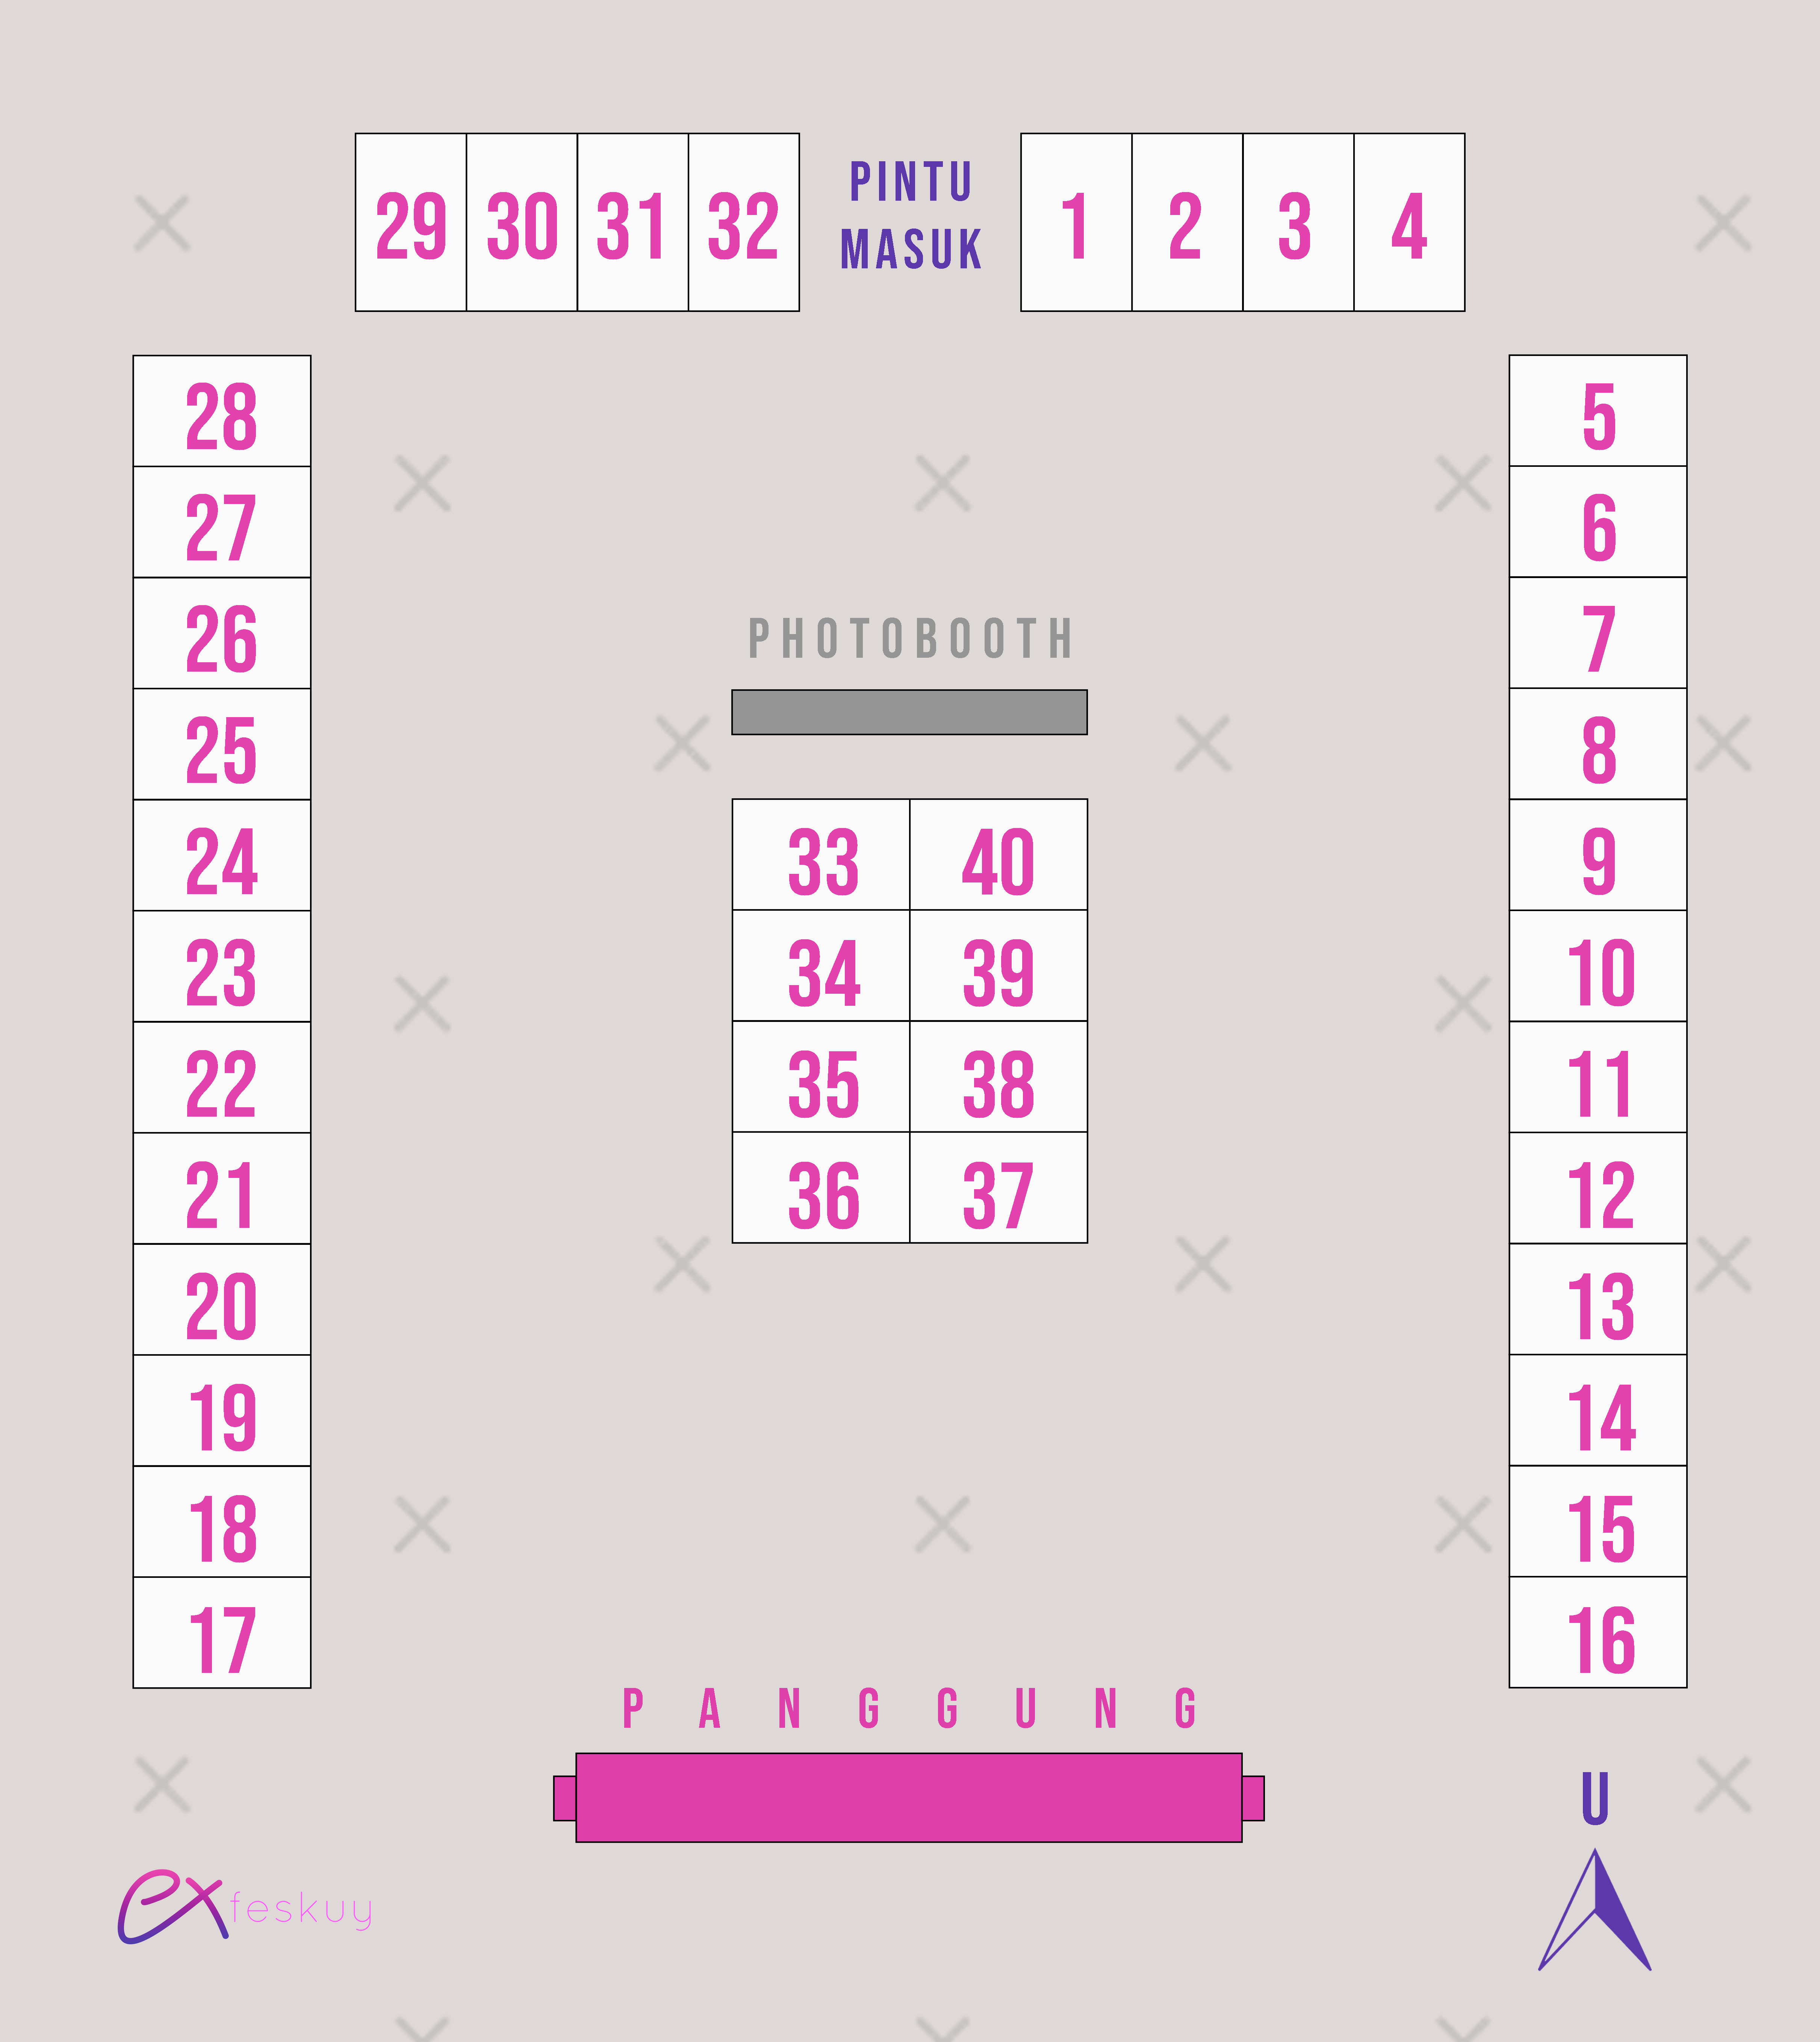 29 30 31 32 PINTU MASUK 1 2 3 4
28 5
27 6
26 7
PHOTOBOOTH
25 8
24 33 40 9
23 34 39 10
22 35 38 11
21 36 37 12
20 13
19 14
18 15
17 16
PANGGUNG
U
ex feskuy